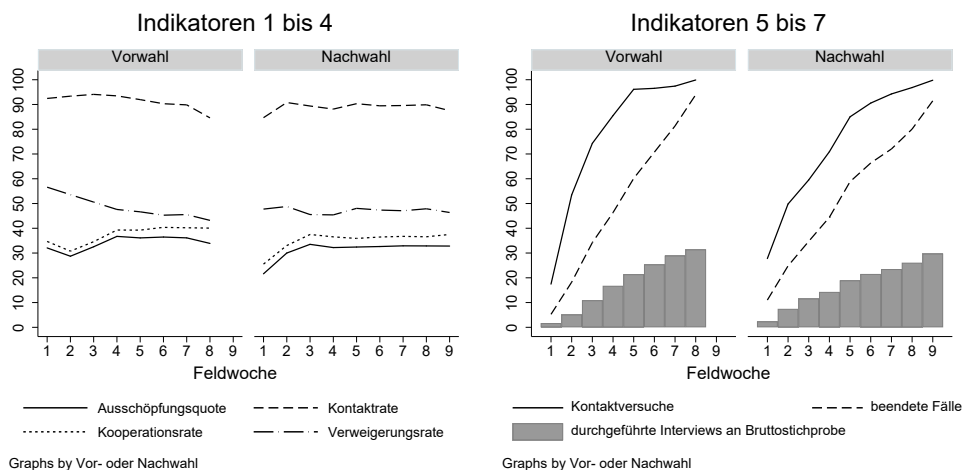 Indikatoren 1 bis 4
Vorwahl Nachwahl
100
90
80
70
60
50
40
30
20
10
0
1 2 3 4 5 6 7 8 9 1 2 3 4 5 6 7 8 9
Feldwoche
Ausschöpfungsquote Kontaktrate
Kooperationsrate Verweigerungsrate
Graphs by Vor- oder Nachwahl
Indikatoren 5 bis 7
Vorwahl Nachwahl
100
90
80
70
60
50
40
30
20
10
0
1 2 3 4 5 6 7 8 9 1 2 3 4 5 6 7 8 9
Feldwoche
Kontaktversuche beendete Fälle
durchgeführte Interviews an Bruttostichprobe
Graphs by Vor- oder Nachwahl